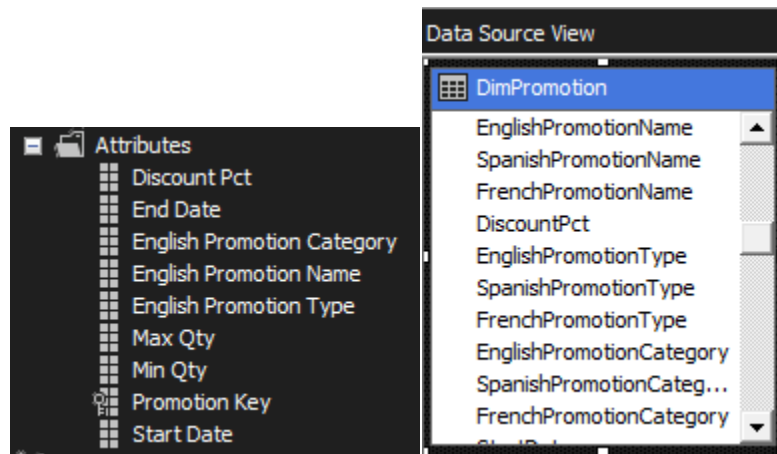 Attributes
Discount Pct
End Date
English Promotion Category
English Promotion Name
English Promotion Type
Max Qty
Min Qty
Promotion Key
Start Date
Data Source View
DimPromotion
EnglishPromotionName
SpanishPromotionName
FrenchPromotionName
DiscountPct
EnglishPromotionType
SpanishPromotionType
FrenchPromotionType
EnglishPromotionCategory
SpanishPromotionCateg...
FrenchPromotionCategory